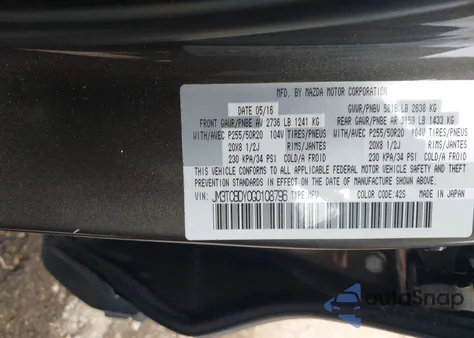 MFD. BY MAZDA MOTOR CORPORATION
DATE 05/16 GVWR/PNBV 5816 LB 2638 KG
FRONT GAWR/PNBE AV 2736 LB 1241 KG REAR GAWR/PNBE AR 3159 LB 1433 KG
WITH/AVEC P255/50R20 104V TIRES/PNEUS WITH/AVEC P255/50R20 104V TIRES/PNEUS
20X8 1/2J RIMS/JANTES 20X8 1/2J RIMS/JANTES
230 KPA/34 PSI COLD/A FROID 230 KPA/34 PSI COLD/A FROID
THIS VEHICLE CONFORMS TO ALL APPLICABLE FEDERAL MOTOR VEHICLE SAFETY AND THEFT
PREVENTION STANDARDS IN EFFECT ON THE DATE OF MANUFACTURE SHOWN ABOVE.
VIN: JM3TC8DY0G0108796 TYPE: MPV COLOR CODE: 42S
AutoSnap